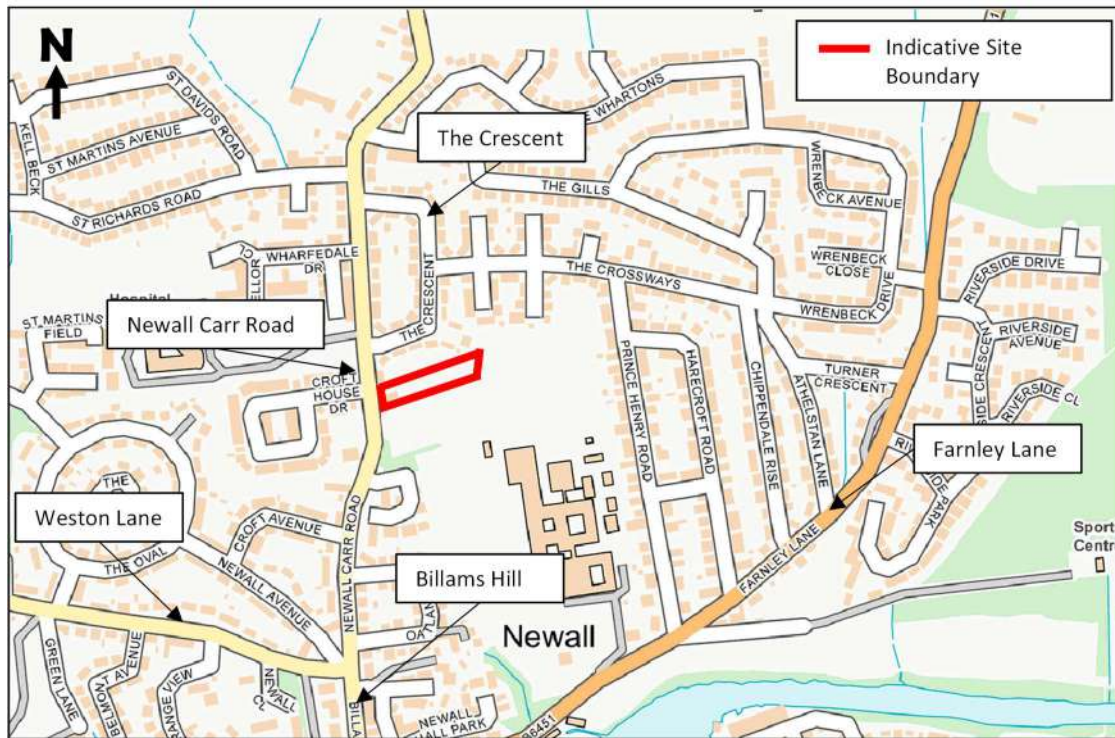 N
Indicative Site
Boundary
ST DAVIDS ROAD
KELL BECK
ST MARTINS AVENUE
ST RICHARDS ROAD
The Crescent
WHARTONS
THE GILLS
WRENBECK AVENUE
WRENBECK
CLOSE
WRENBECK DRIVE
RIVERSIDE DRIVE
RIVERSIDE
AVENUE
WHARFEDALE
DR
THE CROSSWAYS
THE CRESCENT
Hospital
ST MARTINS
FIELD
Newall Carr Road
CROFT
HOUSE
DR
PRINCE HENRY ROAD
HARECROFT ROAD
CHIPPENDALE RISE
ATHELSTAN LANE
TURNER
CRESCENT
RIVERSIDE CL
Farnley Lane
Weston Lane
THE
THE OVAL
CROFT AVENUE
NEWALL AVENUE
NEWALL CARR ROAD
Billams Hill
FARNLEY LANE
Newall
GREEN LANE
NEWALL
CL
NEWALL